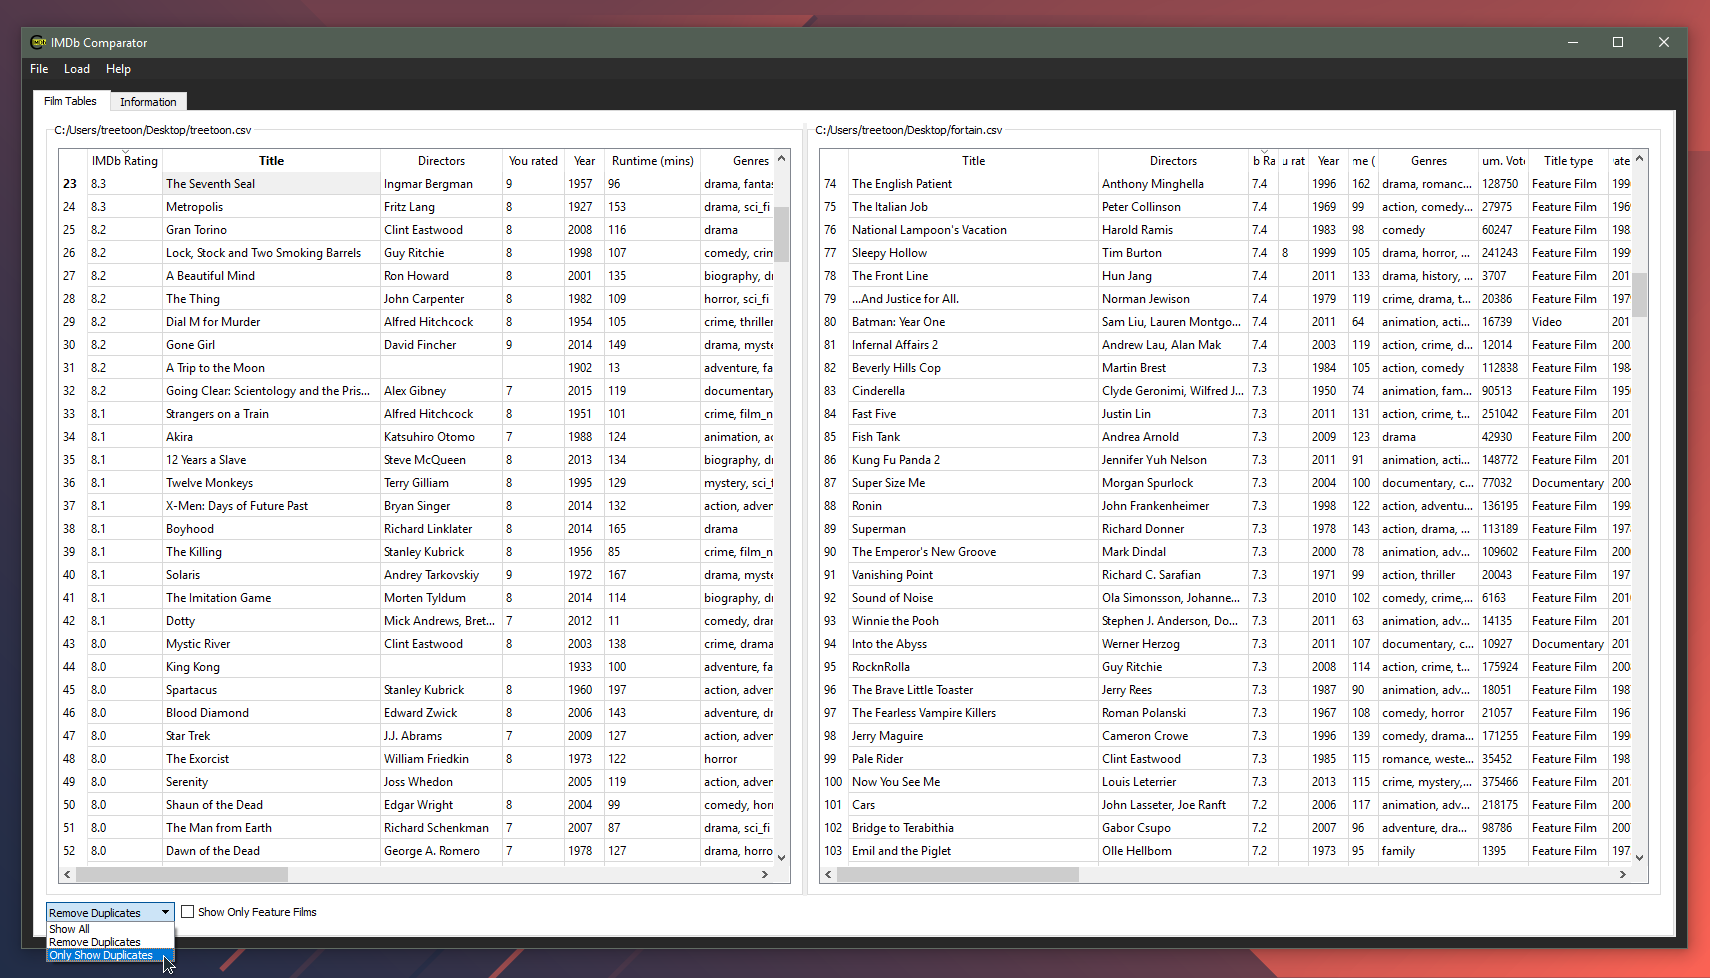 IMDb Comparator
File Load Help
Film Tables Information
C:/Users/treetoon/Desktop/treetoon.csv
IMDb Rating Title Directors You rated Year Runtime (mins) Genres
23 8.3 The Seventh Seal Ingmar Bergman 9 1957 96 drama, fantas
24 8.3 Metropolis Fritz Lang 8 1927 153 drama, sci_fi
25 8.2 Gran Torino Clint Eastwood 8 2008 116 drama
26 8.2 Lock, Stock and Two Smoking Barrels Guy Ritchie 8 1998 107 comedy, crim
27 8.2 A Beautiful Mind Ron Howard 8 2001 135 biography, dr
28 8.2 The Thing John Carpenter 8 1982 109 horror, sci_fi
29 8.2 Dial M for Murder Alfred Hitchcock 8 1954 105 crime, thriller
30 8.2 Gone Girl David Fincher 9 2014 149 drama, myste
31 8.2 A Trip to the Moon 1902 13 adventure, fa
32 8.2 Going Clear: Scientology and the Pris... Alex Gibney 7 2015 119 documentary
33 8.1 Strangers on a Train Alfred Hitchcock 8 1951 101 crime, film_n
34 8.1 Akira Katsuhiro Otomo 7 1988 124 animation, ac
35 8.1 12 Years a Slave Steve McQueen 8 2013 134 biography, dr
36 8.1 Twelve Monkeys Terry Gilliam 8 1995 129 mystery, sci_f
37 8.1 X-Men: Days of Future Past Bryan Singer 8 2014 132 action, adven
38 8.1 Boyhood Richard Linklater 8 2014 165 drama
39 8.1 The Killing Stanley Kubrick 8 1956 85 crime, film_n
40 8.1 Solaris Andrey Tarkovskiy 9 1972 167 drama, myste
41 8.1 The Imitation Game Morten Tyldum 8 2014 114 biography, dr
42 8.1 Dotty Mick Andrews, Bret... 7 2012 11 comedy, drar
43 8.0 Mystic River Clint Eastwood 8 2003 138 crime, drama
44 8.0 King Kong 1933 100 adventure, fa
45 8.0 Spartacus Stanley Kubrick 8 1960 197 action, adven
46 8.0 Blood Diamond Edward Zwick 8 2006 143 adventure, dr
47 8.0 Star Trek J.J. Abrams 7 2009 127 action, adven
48 8.0 The Exorcist William Friedkin 8 1973 122 horror
49 8.0 Serenity Joss Whedon 2005 119 action, adven
50 8.0 Shaun of the Dead Edgar Wright 8 2004 99 comedy, horr
51 8.0 The Man from Earth Richard Schenkman 7 2007 87 drama, sci_fi
52 8.0 Dawn of the Dead George A. Romero 7 1978 127 drama, horro
C:/Users/treetoon/Desktop/fortain.csv
Title Directors b Ra u rat Year me ( Genres um. Vote Title type ate
74 The English Patient Anthony Minghella 7.4 1996 162 drama, romanc... 128750 Feature Film 199
75 The Italian Job Peter Collinson 7.4 1969 99 action, comedy... 27975 Feature Film 196
76 National Lampoon's Vacation Harold Ramis 7.4 1983 98 comedy 60247 Feature Film 198
77 Sleepy Hollow Tim Burton 7.4 8 1999 105 drama, horror, ... 241243 Feature Film 199
78 The Front Line Hun Jang 7.4 2011 133 drama, history, ... 3707 Feature Film 201
79 ...And Justice for All. Norman Jewison 7.4 1979 119 crime, drama, t... 20386 Feature Film 197
80 Batman: Year One Sam Liu, Lauren Montgo... 7.4 2011 64 animation, acti... 16739 Video 201
81 Infernal Affairs 2 Andrew Lau, Alan Mak 7.4 2003 119 action, crime, d... 12014 Feature Film 200
82 Beverly Hills Cop Martin Brest 7.4 1984 105 action, comedy 112838 Feature Film 198
83 Cinderella Clyde Geronimi, Wilfred J... 7.3 1950 74 animation, fam... 90513 Feature Film 195
84 Fast Five Justin Lin 7.3 2011 131 action, crime, t... 251042 Feature Film 201
85 Fish Tank Andrea Arnold 7.3 2009 123 drama 42930 Feature Film 200
86 Kung Fu Panda 2 Jennifer Yuh Nelson 7.3 2011 91 animation, acti... 148772 Feature Film 201
87 Super Size Me Morgan Spurlock 7.3 2004 100 documentary, c... 77032 Documentary 200
88 Ronin John Frankenheimer 7.3 1998 122 action, adventu... 136195 Feature Film 199
89 Superman Richard Donner 7.3 1978 143 action, drama, ... 113189 Feature Film 197
90 The Emperor's New Groove Mark Dindal 7.3 2000 78 animation, adv... 109602 Feature Film 200
91 Vanishing Point Richard C. Sarafian 7.3 1971 99 action, thriller 20043 Feature Film 197
92 Sound of Noise Ola Simonsson, Johanne... 7.3 2010 102 comedy, crime,... 6163 Feature Film 201
93 Winnie the Pooh Stephen J. Anderson, Do... 7.3 2011 63 animation, adv... 14135 Feature Film 201
94 Into the Abyss Werner Herzog 7.3 2011 107 documentary, c... 10927 Documentary 201
95 RocknRolla Guy Ritchie 7.3 2008 114 action, crime, t... 175924 Feature Film 200
96 The Brave Little Toaster Jerry Rees 7.3 1987 90 animation, adv... 18051 Feature Film 198
97 The Fearless Vampire Killers Roman Polanski 7.3 1967 108 comedy, horror 21057 Feature Film 196
98 Jerry Maguire Cameron Crowe 7.3 1996 139 comedy, drama... 171255 Feature Film 199
99 Pale Rider Clint Eastwood 7.3 1985 115 romance, weste... 35452 Feature Film 198
100 Now You See Me Louis Leterrier 7.3 2013 115 crime, mystery,... 375466 Feature Film 201
101 Cars John Lasseter, Joe Ranft 7.2 2006 117 animation, adv... 218175 Feature Film 200
102 Bridge to Terabithia Gabor Csupo 7.2 2007 96 adventure, dra... 98786 Feature Film 200
103 Emil and the Piglet Olle Hellbom 7.2 1973 95 family 1395 Feature Film 197
Remove Duplicates Show Only Feature Films
Show All
Remove Duplicates
Only Show Duplicates